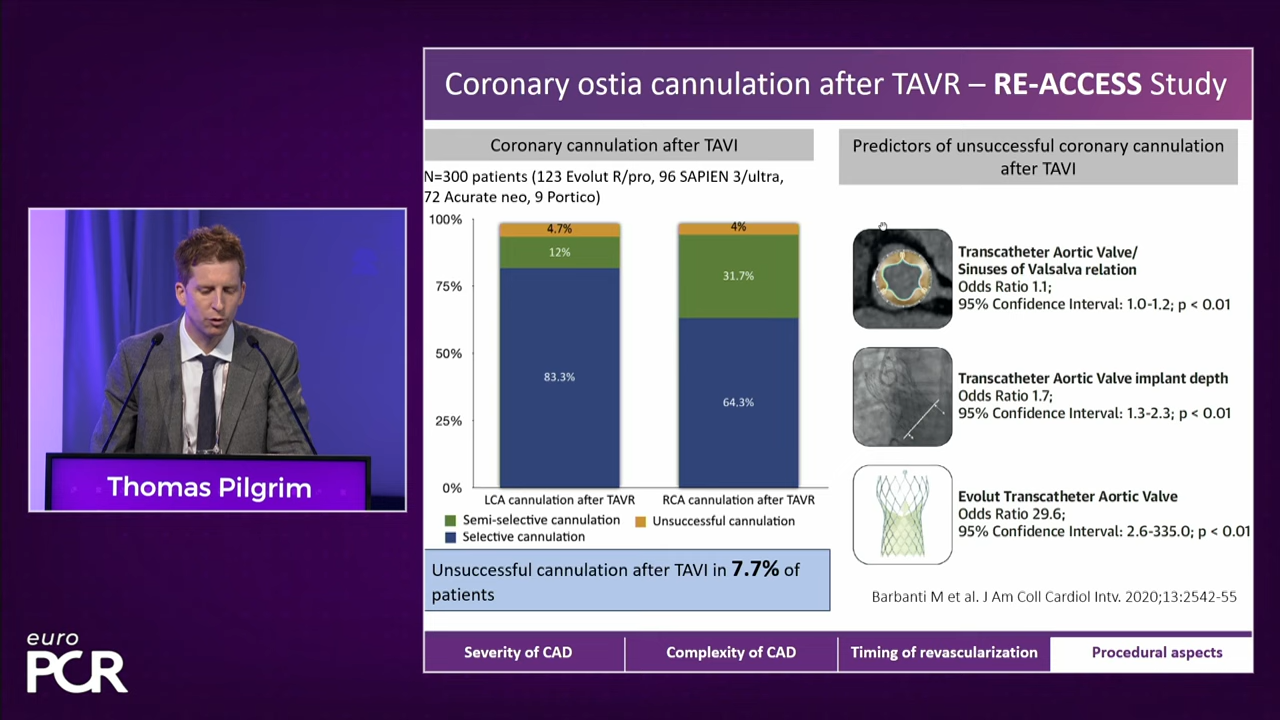 Coronary ostia cannulation after TAVR – RE-ACCESS Study
Coronary cannulation after TAVI
N=300 patients (123 Evolut R/pro, 96 SAPIEN 3/ultra,
72 Acurate neo, 9 Portico)
100%
75%
50%
25%
0%
4.7%
12%
83.3%
4%
31.7%
64.3%
LCA cannulation after TAVR
RCA cannulation after TAVR
Semi-selective cannulation
Unsuccessful cannulation
Selective cannulation
Unsuccessful cannulation after TAVI in 7.7% of
patients
Predictors of unsuccessful coronary cannulation
after TAVI
Transcatheter Aortic Valve/
Sinuses of Valsalva relation
Odds Ratio 1.1;
95% Confidence Interval: 1.0-1.2; p < 0.01
Transcatheter Aortic Valve implant depth
Odds Ratio 1.7;
95% Confidence Interval: 1.3-2.3; p < 0.01
Evolut Transcatheter Aortic Valve
Odds Ratio 29.6;
95% Confidence Interval: 2.6-335.0; p < 0.01
Barbanti M et al. J Am Coll Cardiol Intv. 2020;13:2542-55
Severity of CAD
Complexity of CAD
Timing of revascularization
Procedural aspects
Thomas Pilgrim
euro
PCR